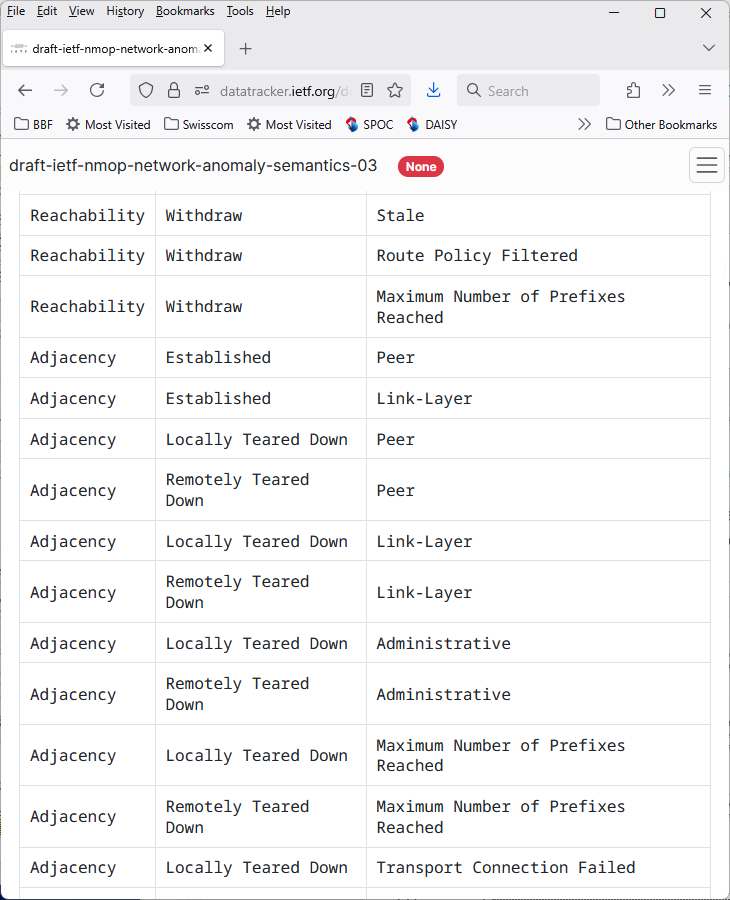 File Edit View History Bookmarks Tools Help
draft-ietf-nmop-network-anom
datatracker.ietf.org/d
Search
BBF Most Visited Swisscom Most Visited SPOC DAISY Other Bookmarks
draft-ietf-nmop-network-anomaly-semantics-03 None
Reachability Withdraw Stale
Reachability Withdraw Route Policy Filtered
Reachability Withdraw Maximum Number of Prefixes
Reached
Adjacency Established Peer
Adjacency Established Link-Layer
Adjacency Locally Teared Down Peer
Adjacency Remotely Teared
Down Peer
Adjacency Locally Teared Down Link-Layer
Adjacency Remotely Teared
Down Link-Layer
Adjacency Locally Teared Down Administrative
Adjacency Remotely Teared
Down Administrative
Adjacency Locally Teared Down Maximum Number of Prefixes
Reached
Adjacency Remotely Teared
Down Maximum Number of Prefixes
Reached
Adjacency Locally Teared Down Transport Connection Failed